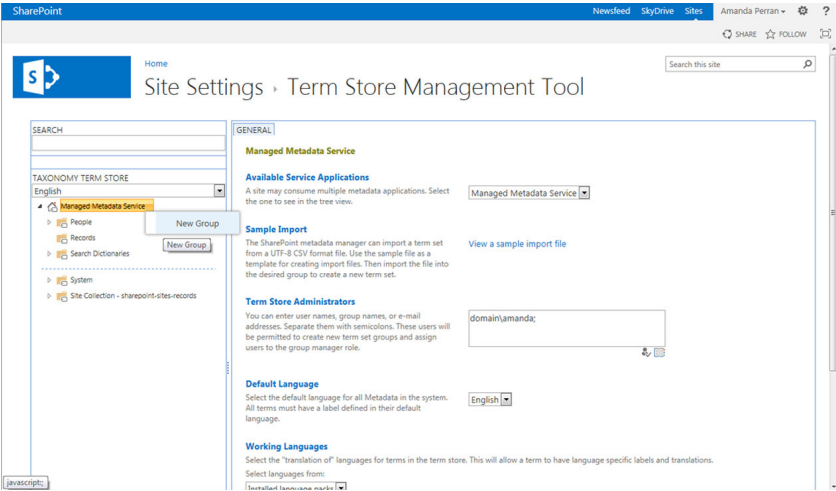 SharePoint
Newsfeed SkyDrive Sites Amanda Perran ?
SHARE FOLLOW
S
Home
Search this site
Site Settings › Term Store Management Tool
SEARCH
TAXONOMY TERM STORE
English
Managed Metadata Service
People
Records
Search Dictionaries
System
Site Collection - sharepoint-sites-records
New Group
New Group
GENERAL
Managed Metadata Service
Available Service Applications
A site may consume multiple metadata applications. Select
the one to see in the tree view.
Managed Metadata Service
Sample Import
The SharePoint metadata manager can import a term set
from a UTF-8 CSV format file. Use the sample file as a
template for creating import files. Then import the file into
the desired group to create a new term set.
View a sample import file
Term Store Administrators
You can enter user names, group names, or e-mail
addresses. Separate them with semicolons. These users will
be permitted to create new term set groups and assign
users to the group manager role.
domain\amanda;
Default Language
Select the default language for all Metadata in the system.
All terms must have a label defined in their default
language.
English
Working Languages
Select the "translation of" languages for terms in the term store. This will allow a term to have language specific labels and translations.
Select languages from:
Installed language packs
javascript:;